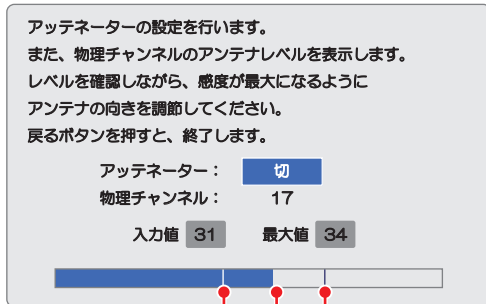 アッテネーターの設定を行います。
また、物理チャンネルのアンテナレベルを表示します。
レベルを確認しながら、感度が最大になるように
アンテナの向きを調節してください。
戻るボタンを押すと、終了します。
アッテネーター： 切
物理チャンネル： 17
入力値 31 最大値 34